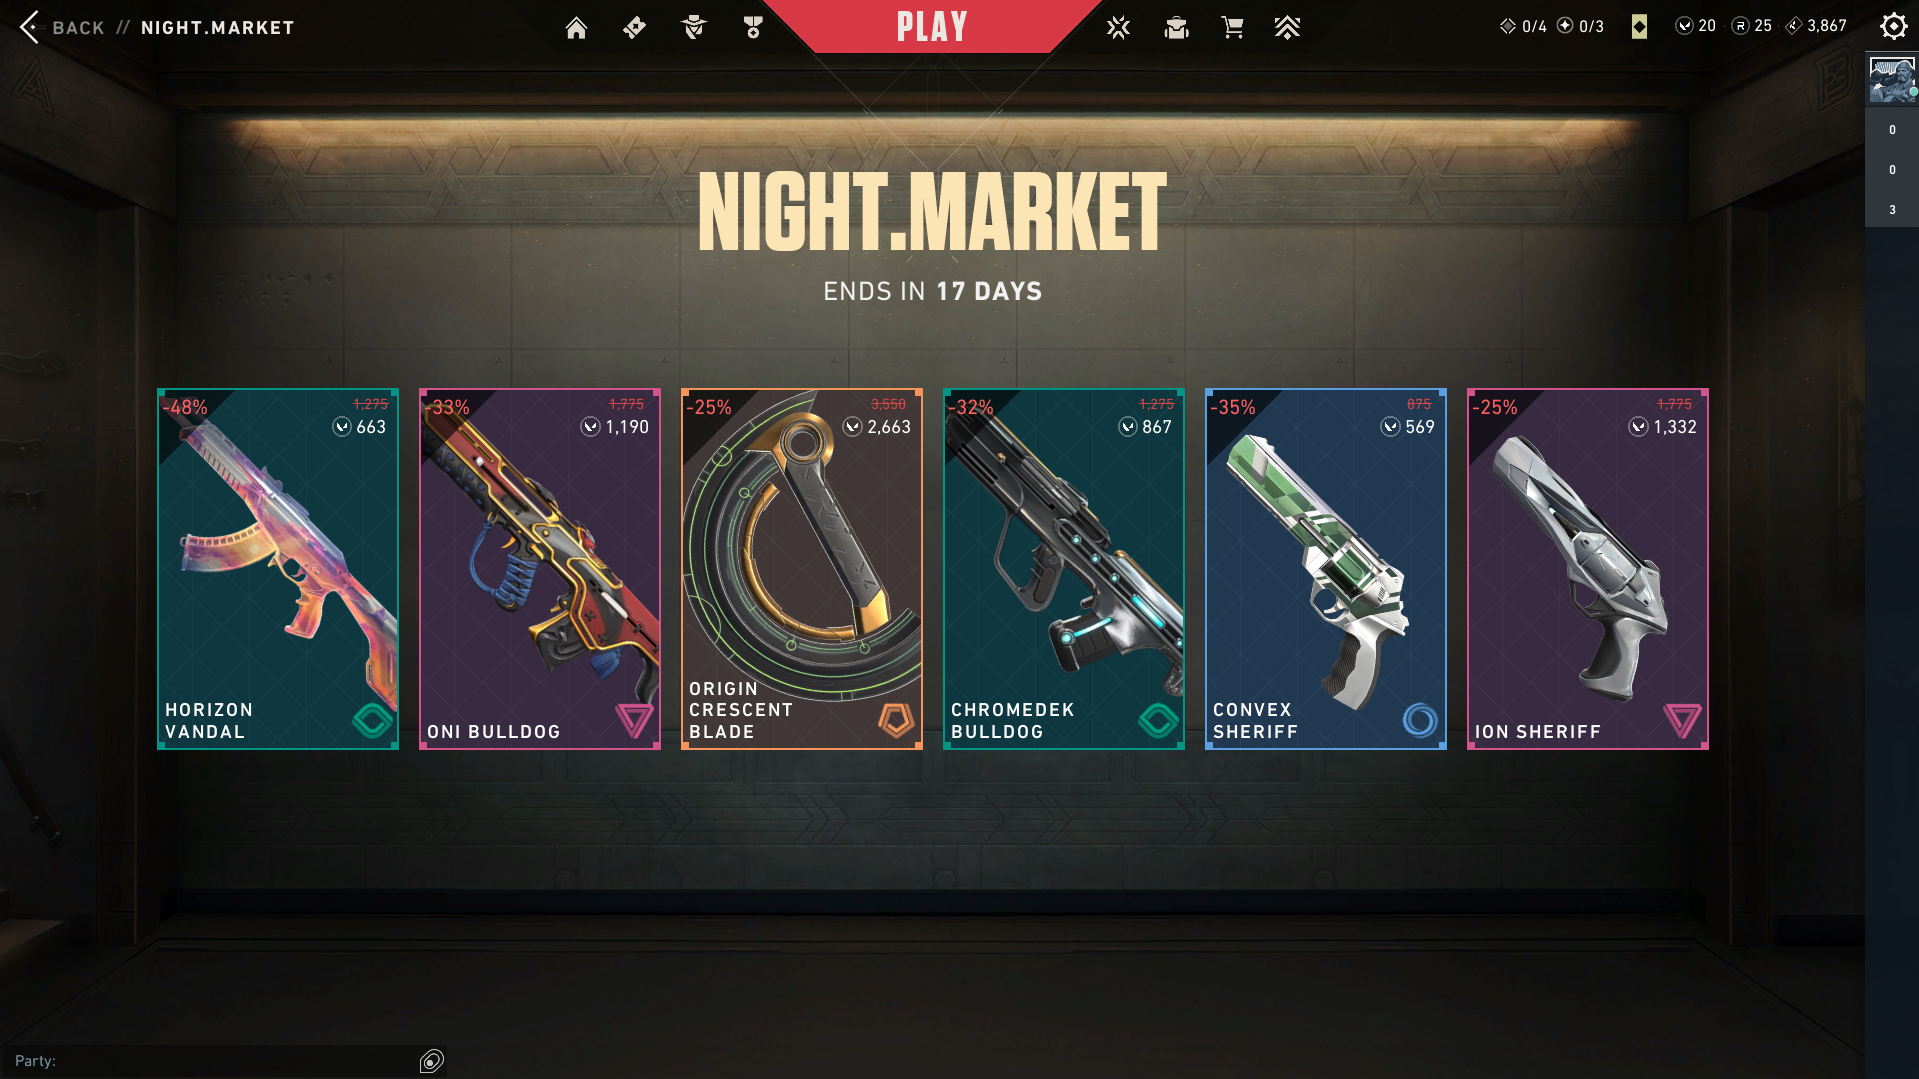 BACK // NIGHT.MARKET
PLAY
0/4 0/3 20 25 3,867
0
0
3
NIGHT.MARKET
ENDS IN 17 DAYS
-48% 1,275
663
HORIZON
VANDAL
-33% 1,775
1,190
ONI BULLDOG
-25% 3,550
2,663
ORIGIN
CRESCENT
BLADE
-32% 1,275
867
CHROMEDEK
BULLDOG
-35% 875
569
CONVEX
SHERIFF
-25% 1,775
1,332
ION SHERIFF
Party: